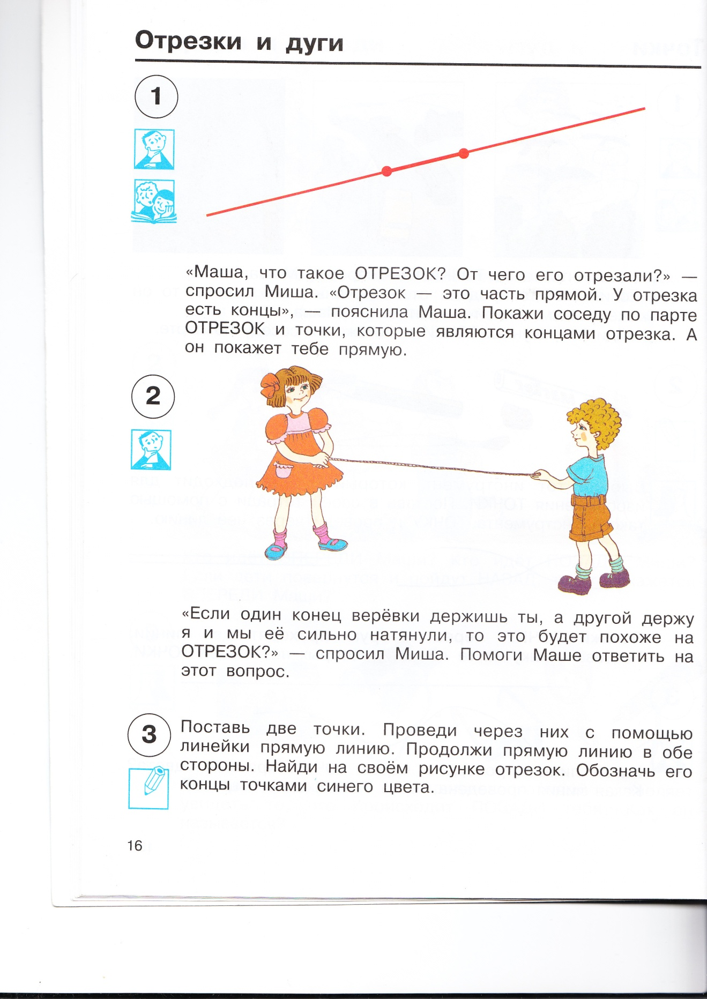 Отрезки и дуги
1
«Маша, что такое ОТРЕЗОК? От чего его отрезали?» —
спросил Миша. «Отрезок — это часть прямой. У отрезка
есть концы», — пояснила Маша. Покажи соседу по парте
ОТРЕЗОК и точки, которые являются концами отрезка. А
он покажет тебе прямую.
2
«Если один конец верёвки держишь ты, а другой держу
я и мы её сильно натянули, то это будет похоже на
ОТРЕЗОК?» — спросил Миша. Помоги Маше ответить на
этот вопрос.
3
Поставь две точки. Проведи через них с помощью
линейки прямую линию. Продолжи прямую линию в обе
стороны. Найди на своём рисунке отрезок. Обозначь его
концы точками синего цвета.
16